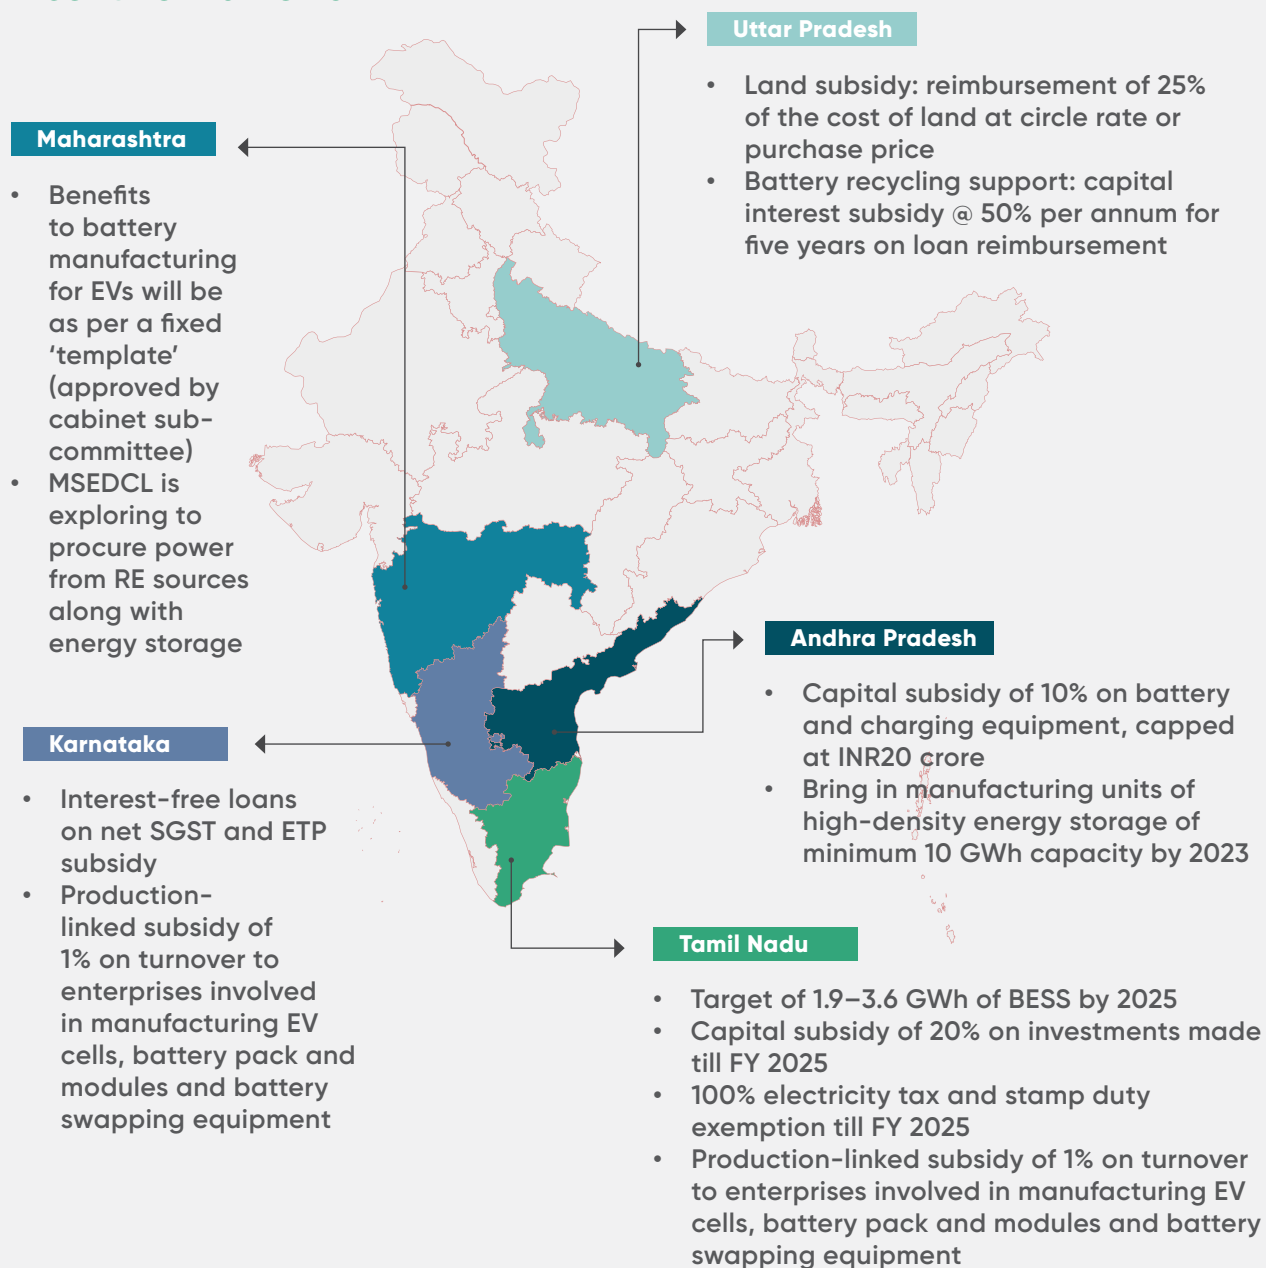 Uttar Pradesh
• Land subsidy: reimbursement of 25%
of the cost of land at circle rate or
purchase price
• Battery recycling support: capital
interest subsidy @ 50% per annum for
five years on loan reimbursement
Maharashtra
• Benefits
to battery
manufacturing
for EVs will be
as per a fixed
‘template’
(approved by
cabinet sub-
committee)
• MSEDCL is
exploring to
procure power
from RE sources
along with
energy storage
Andhra Pradesh
• Capital subsidy of 10% on battery
and charging equipment, capped
at INR20 crore
• Bring in manufacturing units of
high-density energy storage of
minimum 10 GWh capacity by 2023
Karnataka
• Interest-free loans
on net SGST and ETP
subsidy
• Production-
linked subsidy of
1% on turnover to
enterprises involved
in manufacturing EV
cells, battery pack and
modules and battery
swapping equipment
Tamil Nadu
• Target of 1.9–3.6 GWh of BESS by 2025
• Capital subsidy of 20% on investments made
till FY 2025
• 100% electricity tax and stamp duty
exemption till FY 2025
• Production-linked subsidy of 1% on turnover
to enterprises involved in manufacturing EV
cells, battery pack and modules and battery
swapping equipment